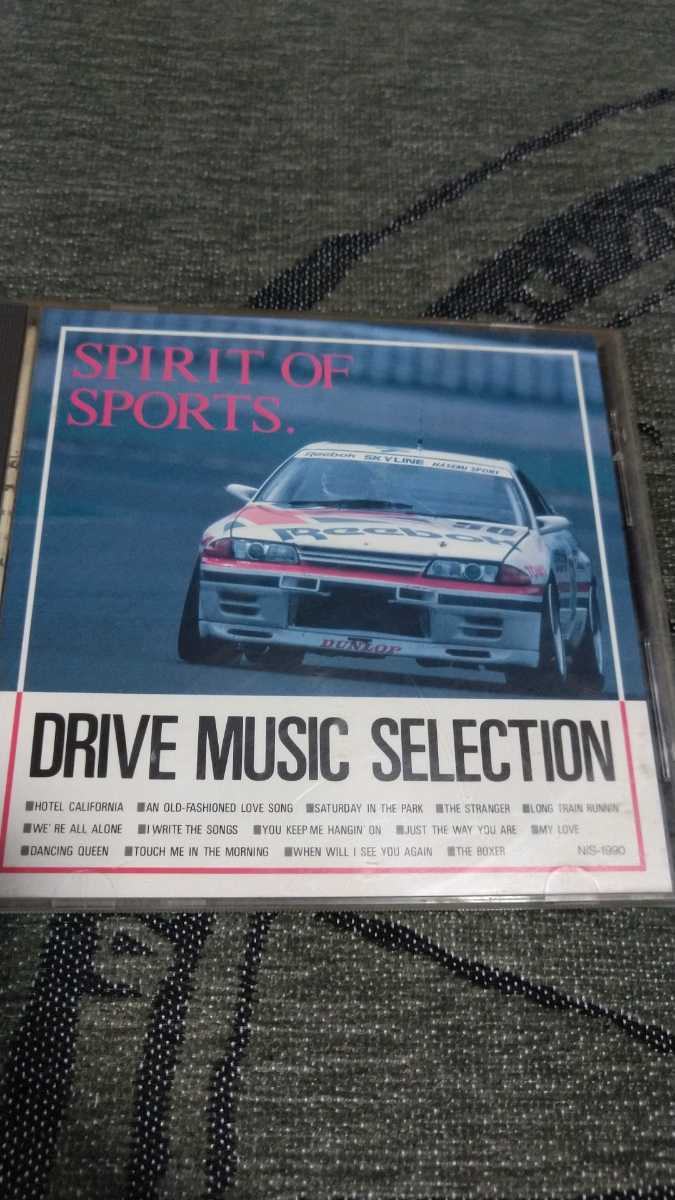 SPIRIT OF
SPORTS.
Reebok SKYLINE HASEMI SPORT
Reebok
DUNLOP
DRIVE MUSIC SELECTION
■HOTEL CALIFORNIA ■AN OLD-FASHIONED LOVE SONG ■SATURDAY IN THE PARK ■THE STRANGER ■LONG TRAIN RUNNIN'
■WE'RE ALL ALONE ■I WRITE THE SONGS ■YOU KEEP ME HANGIN' ON ■JUST THE WAY YOU ARE ■MY LOVE
■DANCING QUEEN ■TOUCH ME IN THE MORNING ■WHEN WILL I SEE YOU AGAIN ■THE BOXER NIS-1990